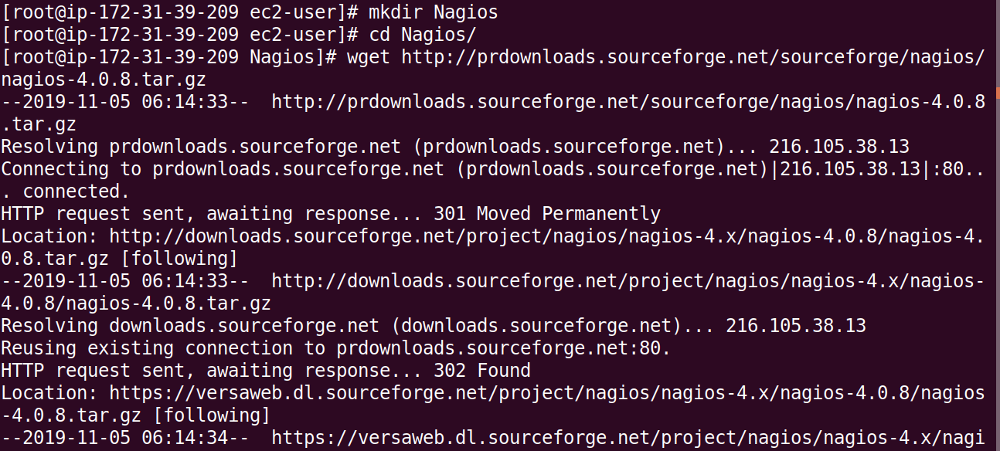 [root@ip-172-31-39-209 ec2-user]# mkdir Nagios
[root@ip-172-31-39-209 ec2-user]# cd Nagios/
[root@ip-172-31-39-209 Nagios]# wget http://prdownloads.sourceforge.net/sourceforge/nagios/
nagios-4.0.8.tar.gz
--2019-11-05 06:14:33--  http://prdownloads.sourceforge.net/sourceforge/nagios/nagios-4.0.8
.tar.gz
Resolving prdownloads.sourceforge.net (prdownloads.sourceforge.net)... 216.105.38.13
Connecting to prdownloads.sourceforge.net (prdownloads.sourceforge.net)|216.105.38.13|:80..
. connected.
HTTP request sent, awaiting response... 301 Moved Permanently
Location: http://downloads.sourceforge.net/project/nagios/nagios-4.x/nagios-4.0.8/nagios-4.
0.8.tar.gz [following]
--2019-11-05 06:14:33--  http://downloads.sourceforge.net/project/nagios/nagios-4.x/nagios-
4.0.8/nagios-4.0.8.tar.gz
Resolving downloads.sourceforge.net (downloads.sourceforge.net)... 216.105.38.13
Reusing existing connection to prdownloads.sourceforge.net:80.
HTTP request sent, awaiting response... 302 Found
Location: https://versaweb.dl.sourceforge.net/project/nagios/nagios-4.x/nagios-4.0.8/nagios
-4.0.8.tar.gz [following]
--2019-11-05 06:14:34--  https://versaweb.dl.sourceforge.net/project/nagios/nagios-4.x/nagi